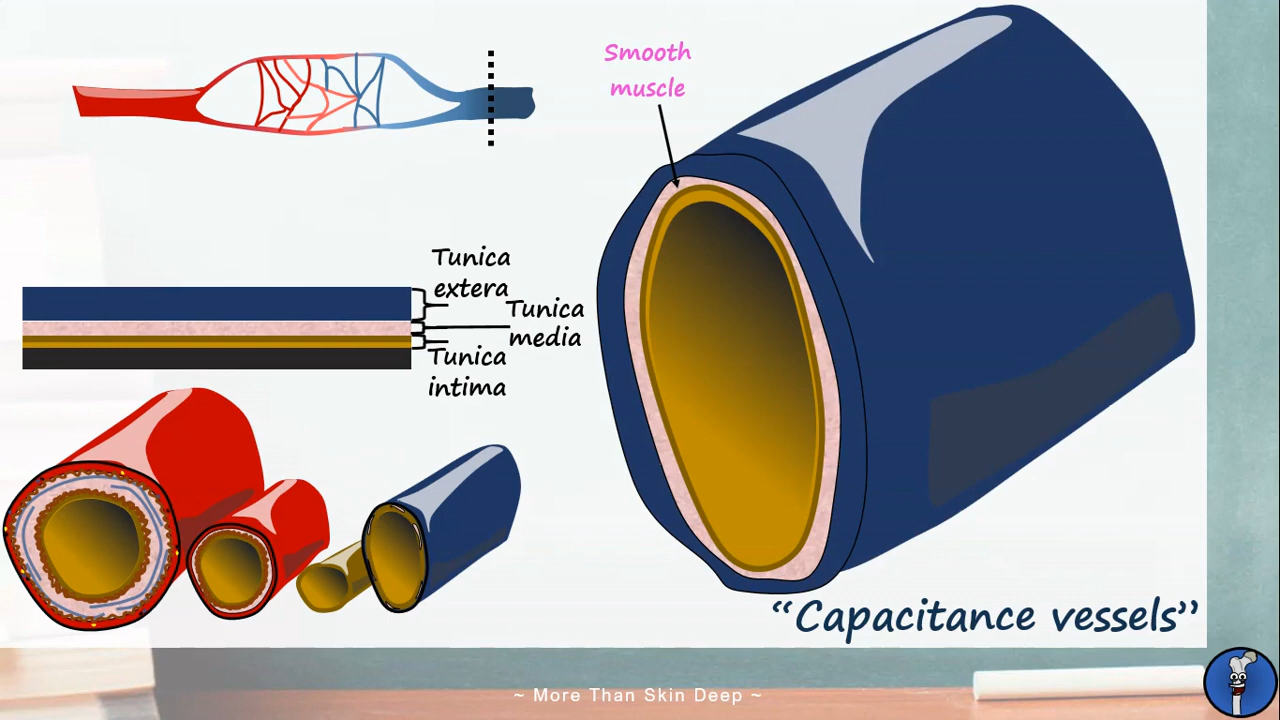 Smooth
muscle
Tunica
extera
Tunica
media
Tunica
intima
“Capacitance vessels”
~ More Than Skin Deep ~